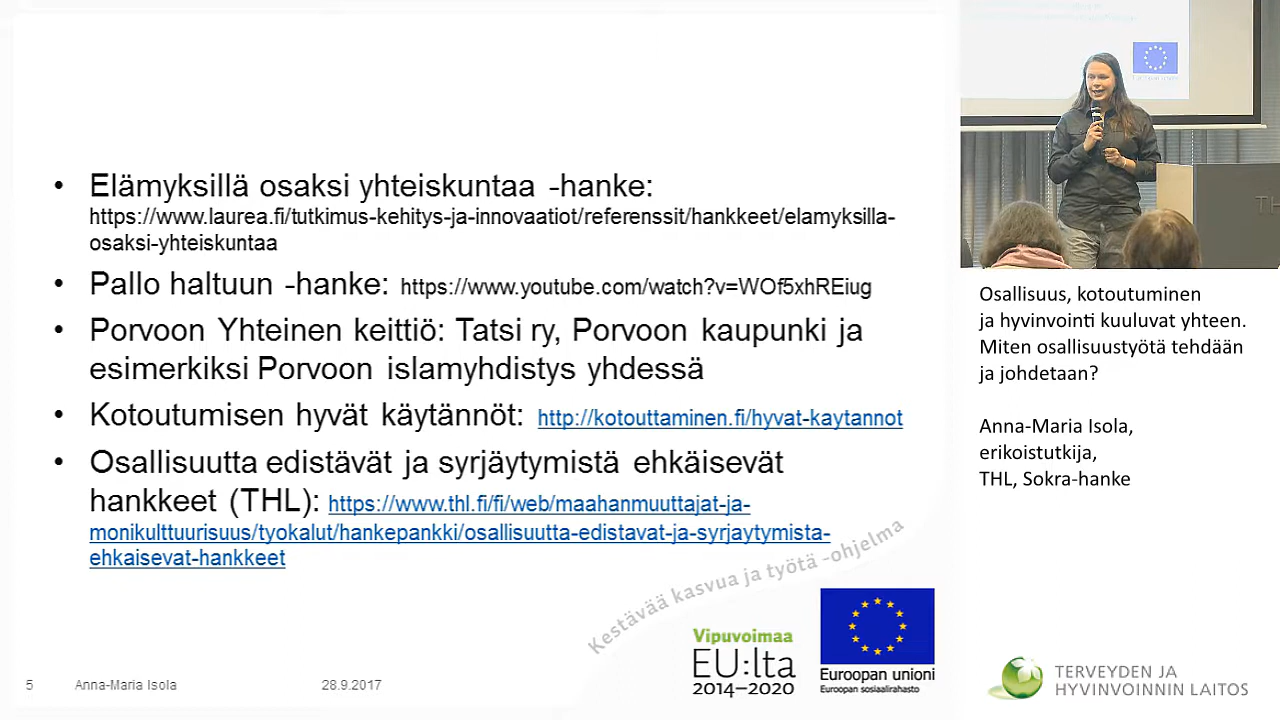 • Elämyksillä osaksi yhteiskuntaa -hanke:
https://www.laurea.fi/tutkimus-kehitys-ja-innovaatiot/referenssit/hankkeet/elamyksilla-
osaksi-yhteiskuntaa
• Pallo haltuun -hanke: https://www.youtube.com/watch?v=WOf5xhREiug
• Porvoon Yhteinen keittiö: Tatsi ry, Porvoon kaupunki ja
esimerkiksi Porvoon islamyhdistys yhdessä
• Kotoutumisen hyvät käytännöt: http://kotouttaminen.fi/hyvat-kaytannot
• Osallisuutta edistävät ja syrjäytymistä ehkäisevät
hankkeet (THL): https://www.thl.fi/fi/web/maahanmuuttajat-ja-
monikulttuurisuus/tyokalut/hankepankki/osallisuutta-edistavat-ja-syrjaytymista-
ehkaisevat-hankkeet
Kestävää kasvua ja työtä -ohjelma
Vipuvoimaa
EU:lta
2014–2020
Euroopan unioni
Euroopan sosiaalirahasto
5 Anna-Maria Isola 28.9.2017
TH
Osallisuus, kotoutuminen
ja hyvinvointi kuuluvat yhteen.
Miten osallisuustyötä tehdään
ja johdetaan?
Anna-Maria Isola,
erikoistutkija,
THL, Sokra-hanke
TERVEYDEN JA
HYVINVOINNIN LAITOS